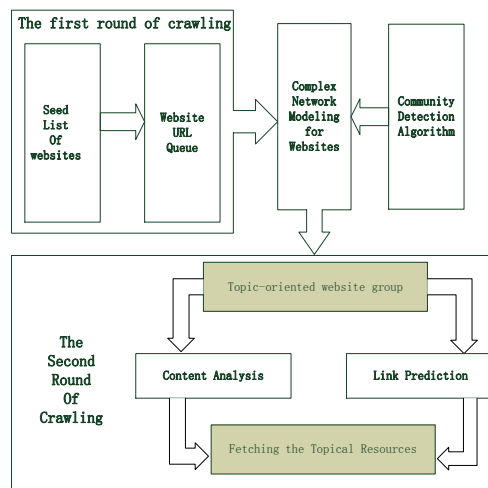 The first round of crawling
Seed
List
Of
websites
Website
URL
Queue
Complex
Network
Modeling
for
Websites
Community
Detection
Algorithm
Topic-oriented website group
The
Second
Round
Of
Crawling
Content Analysis
Link Prediction
Fetching the Topical Resources